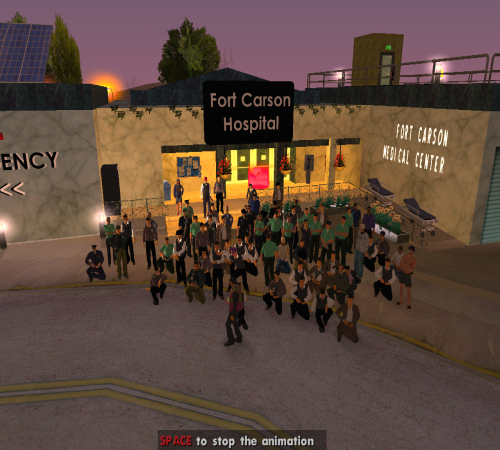 Fort Carson
Hospital
FORT CARSON
MEDICAL CENTER
ENCY
<<
SPACE to stop the animation